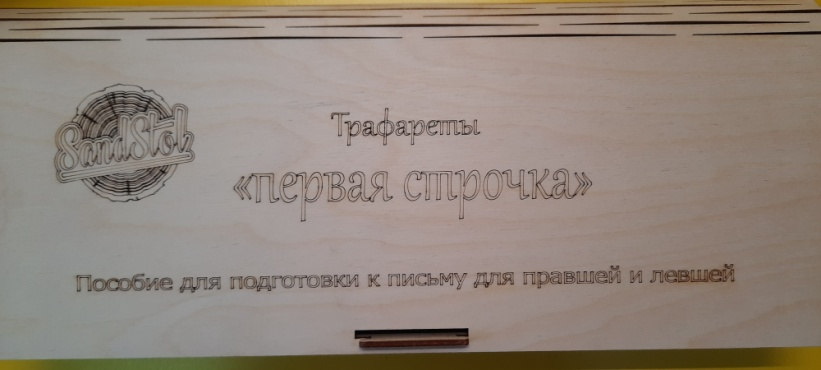 SandStol
Трафареты
«первая строчка»
Пособие для подготовки к письму для правшей и левшей